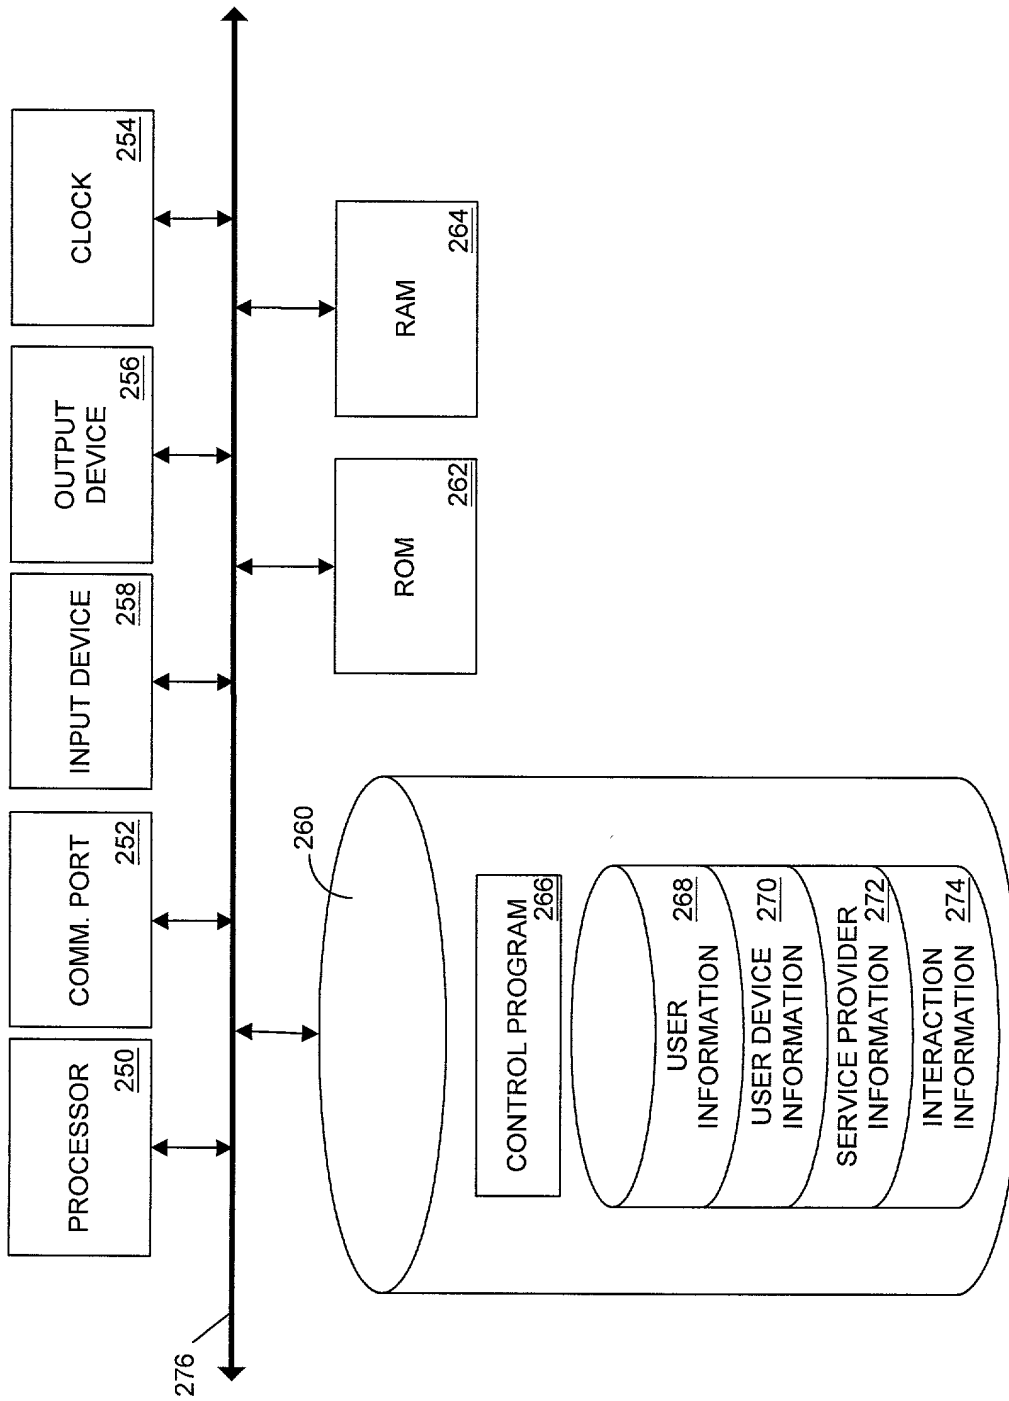 PROCESSOR
250
COMM. PORT
252
INPUT DEVICE
258
OUTPUT
DEVICE
256
CLOCK
254
276
260
ROM
262
RAM
264
CONTROL PROGRAM
266
USER
INFORMATION
268
USER DEVICE
INFORMATION
270
SERVICE PROVIDER
INFORMATION
272
INTERACTION
INFORMATION
274